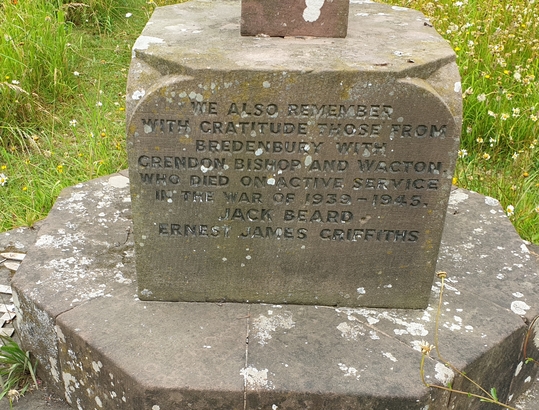 WE ALSO REMEMBER
WITH GRATITUDE THOSE FROM
BREDENBURY WITH
GRENDON BISHOP AND WACTON,
WHO DIED ON ACTIVE SERVICE
IN THE WAR OF 1939-1945.
JACK BEARD
ERNEST JAMES GRIFFITHS